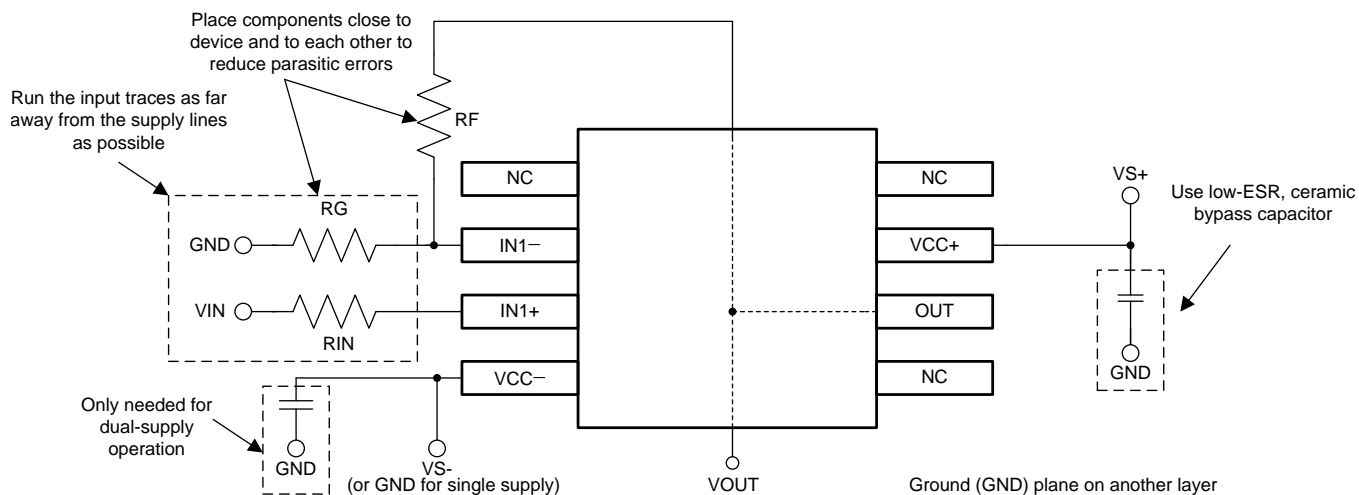 Place components close to
device and to each other to
reduce parasitic errors
Run the input traces as far
away from the supply lines
as possible
RF
NC
NC
VS+
Use low-ESR, ceramic
bypass capacitor
RG
GND
IN1−
VCC+
VIN
IN1+
OUT
RIN
VCC−
NC
GND
Only needed for
dual-supply
operation
GND
VS-
(or GND for single supply)
VOUT
Ground (GND) plane on another layer